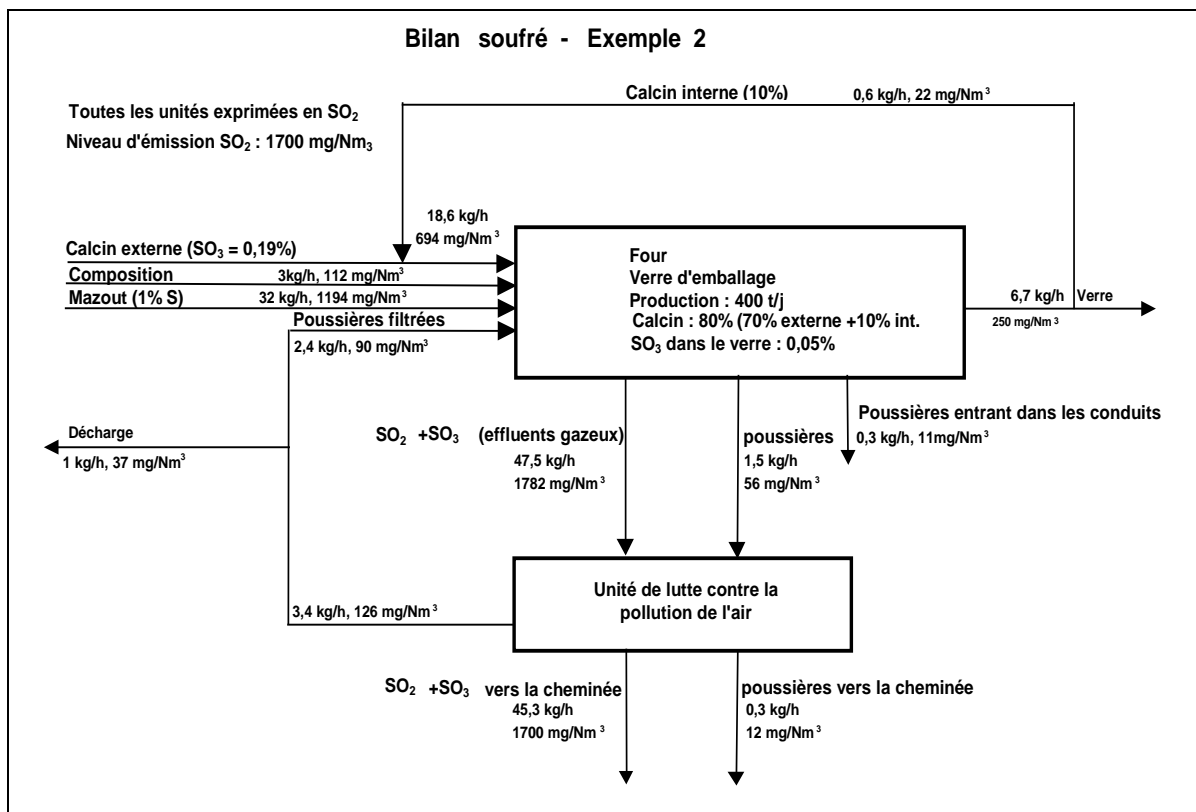 Bilan soufré - Exemple 2
Calcin interne (10%) 0,6 kg/h, 22 mg/Nm³
Toutes les unités exprimées en SO₂
Niveau d'émission SO₂ : 1700 mg/Nm₃
18,6 kg/h
694 mg/Nm³
Calcin externe (SO₃ = 0,19%)
Composition 3kg/h, 112 mg/Nm³
Mazout (1% S) 32 kg/h, 1194 mg/Nm³
Poussières filtrées
2,4 kg/h, 90 mg/Nm³
Four
Verre d'emballage
Production : 400 t/j
Calcin : 80% (70% externe +10% int.
SO₃ dans le verre : 0,05%
6,7 kg/h Verre
250 mg/Nm³
Décharge
1 kg/h, 37 mg/Nm³
SO₂ +SO₃ (effluents gazeux)
47,5 kg/h
1782 mg/Nm³
poussières
1,5 kg/h
56 mg/Nm³
Poussières entrant dans les conduits
0,3 kg/h, 11mg/Nm³
Unité de lutte contre la
pollution de l'air
3,4 kg/h, 126 mg/Nm³
SO₂ +SO₃ vers la cheminée
45,3 kg/h
1700 mg/Nm³
poussières vers la cheminée
0,3 kg/h
12 mg/Nm³